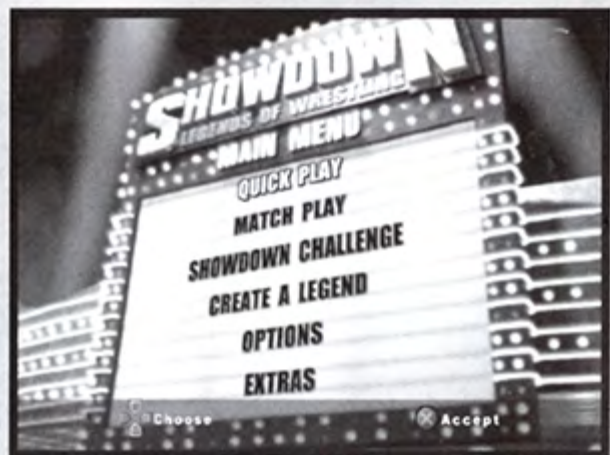 SHOWDOWN
LEGENDS OF WRESTLING
MAIN MENU
QUICK PLAY
MATCH PLAY
SHOWDOWN CHALLENGE
CREATE A LEGEND
OPTIONS
EXTRAS
Choose
Accept